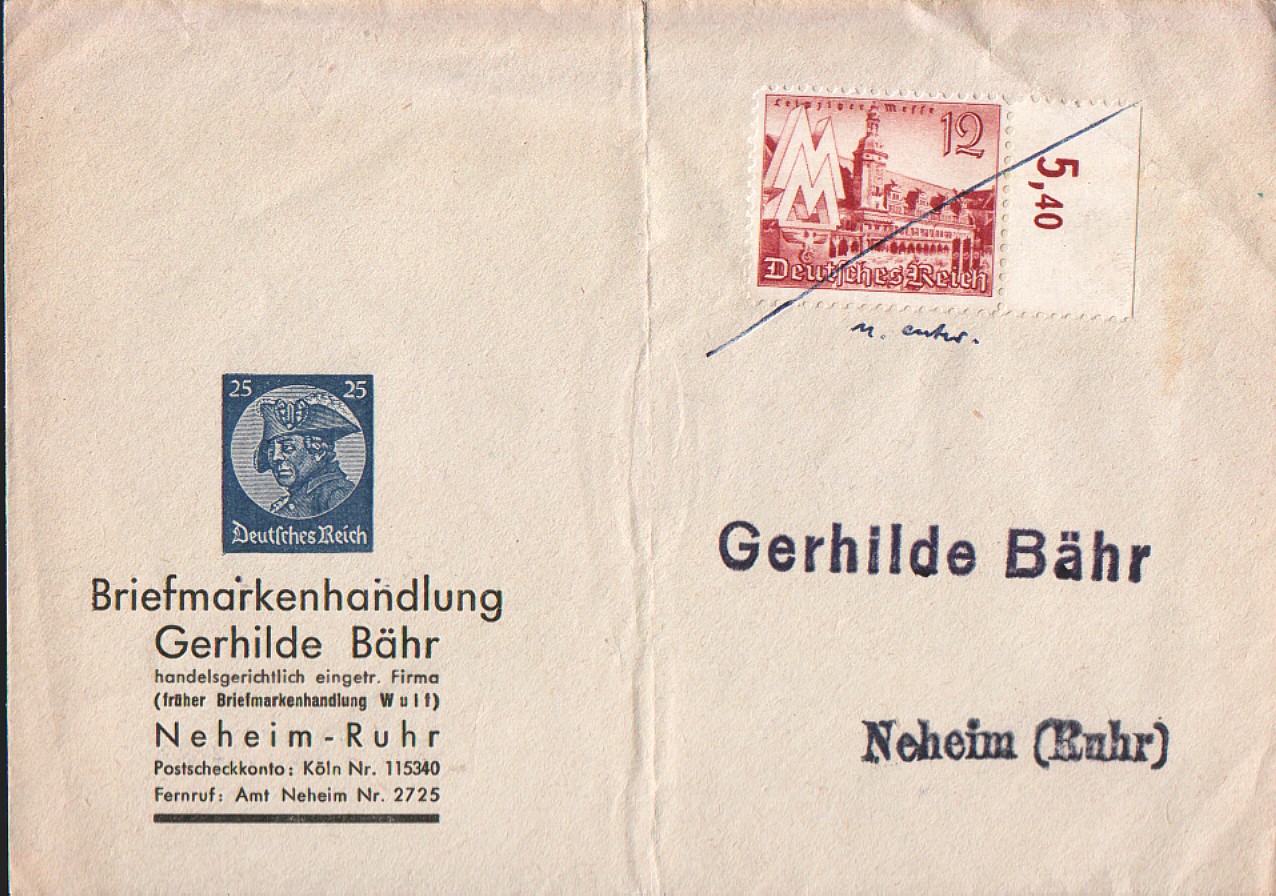 Leipziger Messe
12
MM
Deutsches Reich
5,40
25 25
Deutsches Reich
Briefmarkenhandlung
Gerhilde Bähr
handelsgerichtlich eingetr. Firma
(früher Briefmarkenhandlung Wulf)
Neheim-Ruhr
Postscheckkonto: Köln Nr. 115340
Fernruf: Amt Neheim Nr. 2725
Gerhilde Bähr
Neheim (Ruhr)